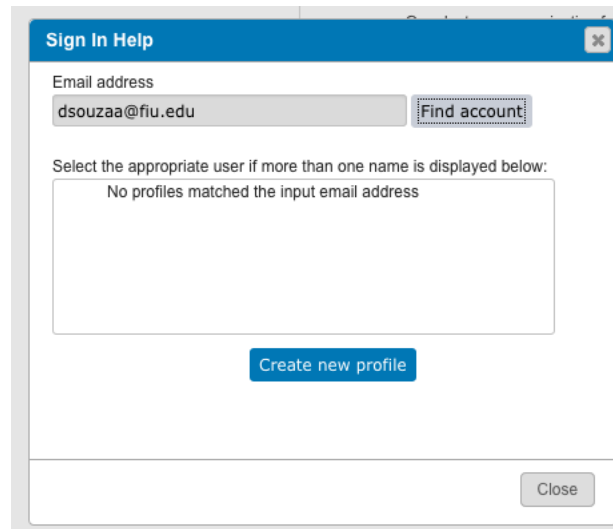 Sign In Help
Email address
dsouzaa@fiu.edu Find account
Select the appropriate user if more than one name is displayed below:
No profiles matched the input email address
Create new profile
Close